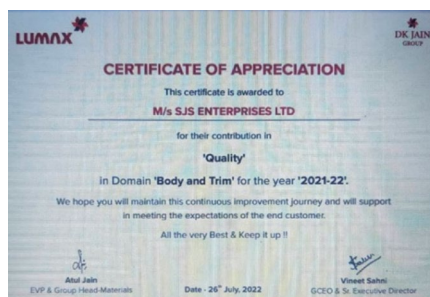 LUMAX
DK JAIN
GROUP
CERTIFICATE OF APPRECIATION
This certificate is awarded to
M/s SJS ENTERPRISES LTD
for their contribution in
'Quality'
in Domain 'Body and Trim' for the year '2021-22'.
We hope you will maintain this continuous improvement journey and will support
in meeting the expectations of the end customer.
All the very Best & Keep it up !!
Atul Jain
EVP & Group Head-Materials
Date - 26th July, 2022
Vineet Sahni
GCEO & Sr. Executive Director